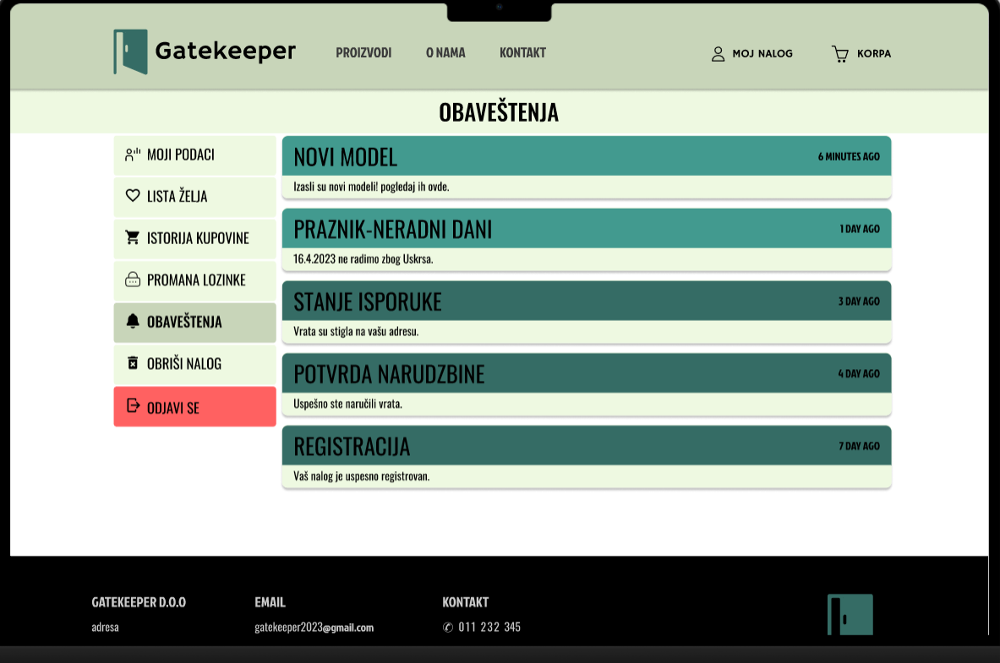 Gatekeeper
PROIZVODI
O NAMA
KONTAKT
MOJ NALOG
KORPA
OBAVEŠTENJA
MOJI PODACI
LISTA ŽELJA
ISTORIJA KUPOVINE
PROMANA LOZINKE
OBAVEŠTENJA
OBRIŠI NALOG
ODJAVI SE
NOVI MODEL
6 MINUTES AGO
Izasli su novi modeli! pogledaj ih ovde.
PRAZNIK-NERADNI DANI
1 DAY AGO
16.4.2023 ne radimo zbog Uskrsa.
STANJE ISPORUKE
3 DAY AGO
Vrata su stigla na vašu adresu.
POTVRDA NARUDZBINE
4 DAY AGO
Uspešno ste naručili vrata.
REGISTRACIJA
7 DAY AGO
Vaš nalog je uspesno registrovan.
GATEKEEPER D.O.O
adresa
EMAIL
gatekeeper2023@gmail.com
KONTAKT
✆ 011 232 345